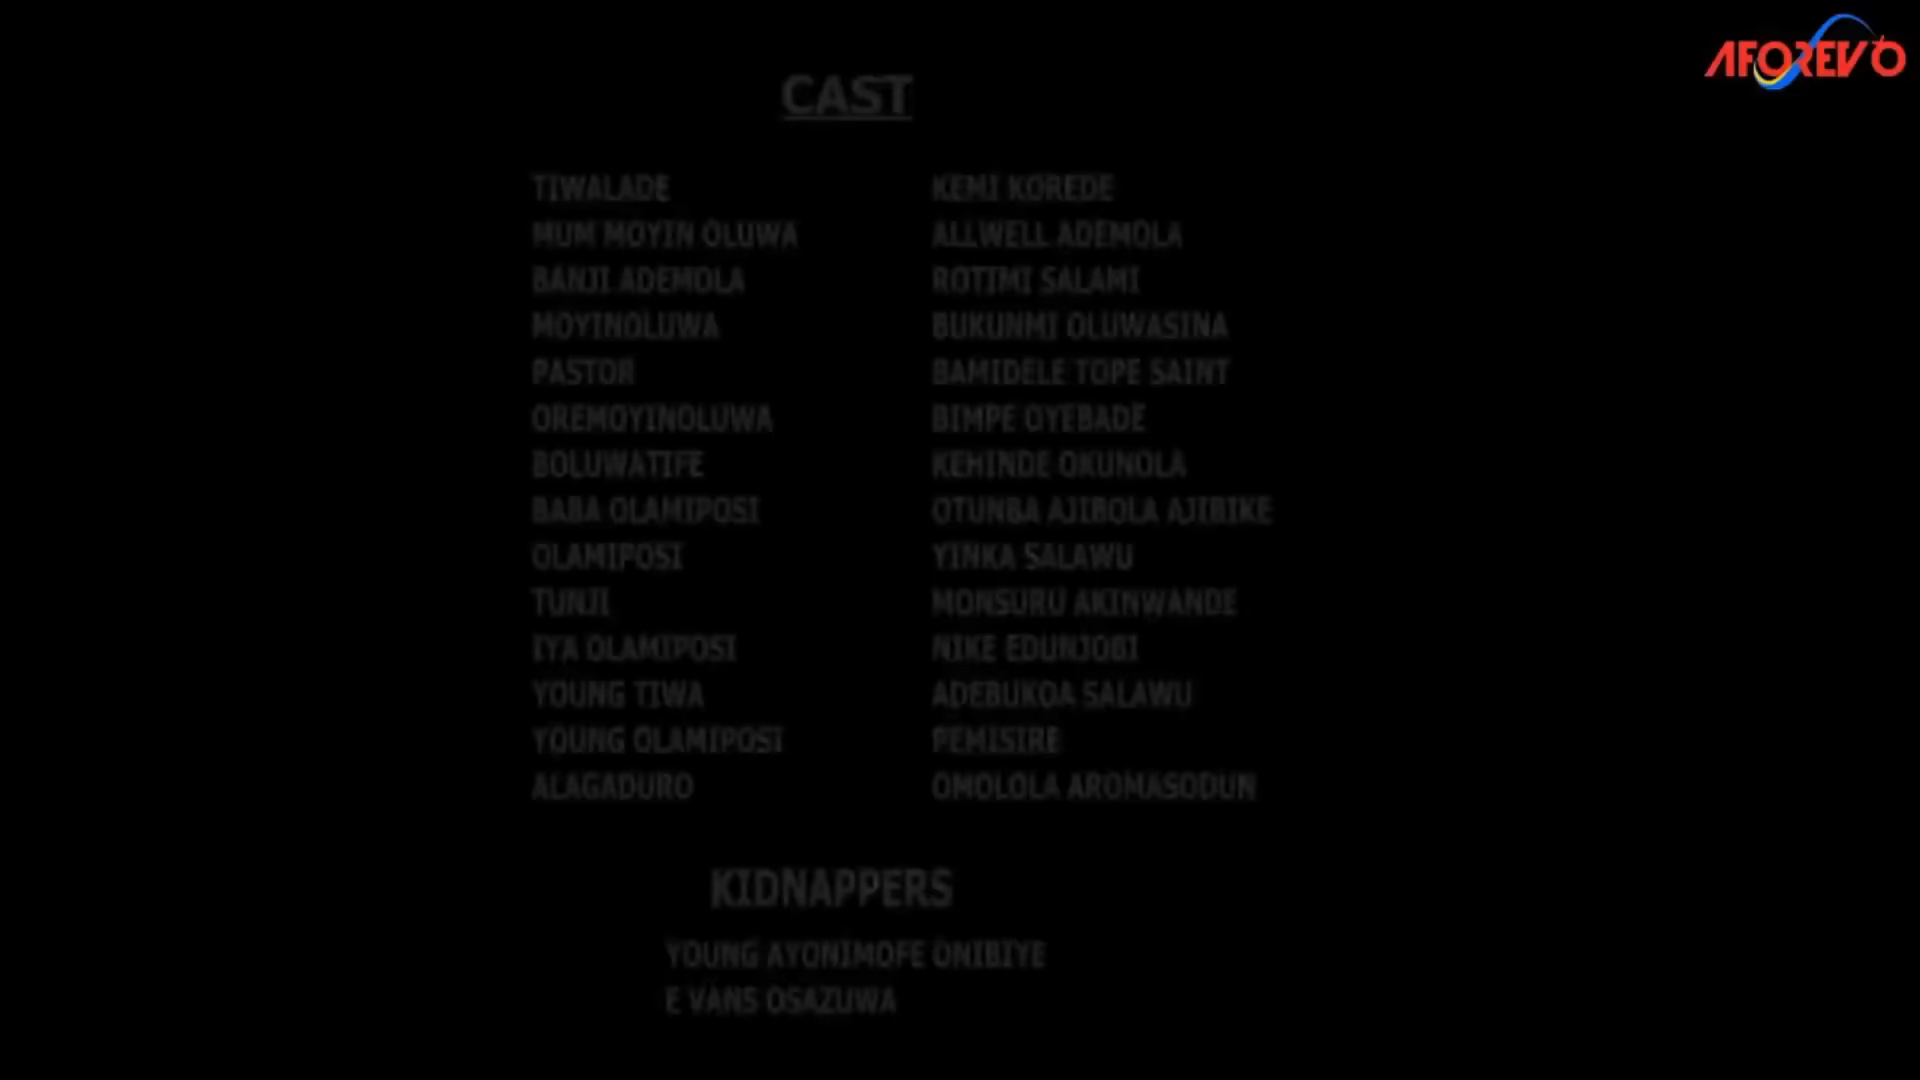 AFOREVO
CAST
TIWALADE KEMI KOREDE
MUM MOYIN OLUWA ALLWELL ADEMOLA
BANJI ADEMOLA ROTIMI SALAMI
MOYINOLUWA BUKUNMI OLUWASINA
PASTOR BAMIDELE TOPE SAINT
OREMOYINOLUWA BIMPE OYEBADE
BOLUWATIFE KEHINDE OKUNOLA
BABA OLAMIPOSI OTUNBA AJIBOLA AJIBIKE
OLAMIPOSI YINKA SALAWU
TUNJI MONSURU AKINWANDE
IYA OLAMIPOSI NIKE EDUNJOBI
YOUNG TIWA ADEBUKOA SALAWU
YOUNG OLAMIPOSI PEMISIRE
ALAGADURO OMOLOLA AROMASODUN
KIDNAPPERS
YOUNG AYONIMOFE ONIBIYE
E VANS OSAZUWA